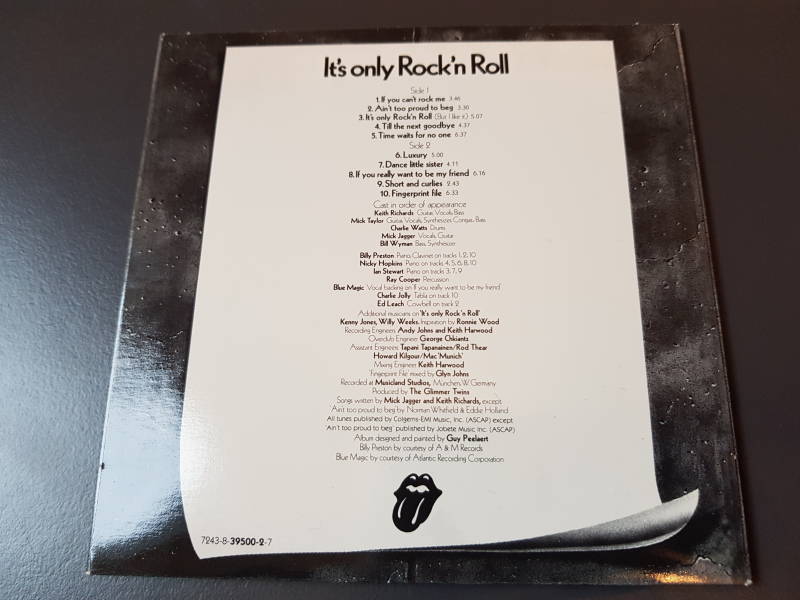 It's only Rock'n Roll
Side 1
1. If you can't rock me 3.46
2. Ain't too proud to beg 3.30
3. It's only Rock'n Roll (But I like it) 5.07
4. Till the next goodbye 4.37
5. Time waits for no one 6.37
Side 2
6. Luxury 5.00
7. Dance little sister 4.11
8. If you really want to be my friend 6.16
9. Short and curlies 2.43
10. Fingerprint file 6.33
Cast in order of appearance
Keith Richards Guitar, Vocals, Bass
Mick Taylor Guitar, Vocals, Synthesizer, Congas, Bass
Charlie Watts Drums
Mick Jagger Vocals, Guitar
Bill Wyman Bass, Synthesizer
Billy Preston Piano, Clavinet on tracks 1, 2, 10
Nicky Hopkins Piano on tracks 4, 5, 6, 8, 10
Ian Stewart Piano on tracks 3, 7, 9
Ray Cooper Percussion
Blue Magic Vocal backing on 'If you really want to be my friend'
Charlie Jolly Tabla on track 10
Ed Leach Cowbell on track 2
Additional musicians on 'It's only Rock'n Roll'
Kenny Jones, Willy Weeks. Inspiration by Ronnie Wood
Recording Engineers Andy Johns and Keith Harwood
Overdub Engineer George Chkiantz
Assistant Engineers Tapani Tapanainen/Rod Thear
Howard Kilgour/Mac 'Munich'
Mixing Engineer Keith Harwood
'Fingerprint File' mixed by Glyn Johns
Recorded at Musicland Studios, München, W. Germany
Produced by The Glimmer Twins
Songs written by Mick Jagger and Keith Richards, except
Ain't too proud to beg by Norman Whitfield & Eddie Holland
All tunes published by Colgems-EMI Music, Inc. (ASCAP) except
'Ain't too proud to beg' published by Jobete Music Inc. (ASCAP)
Album designed and painted by Guy Peelaert
Billy Preston by courtesy of A & M Records
Blue Magic by courtesy of Atlantic Recording Corporation
7243-8-39500-2-7